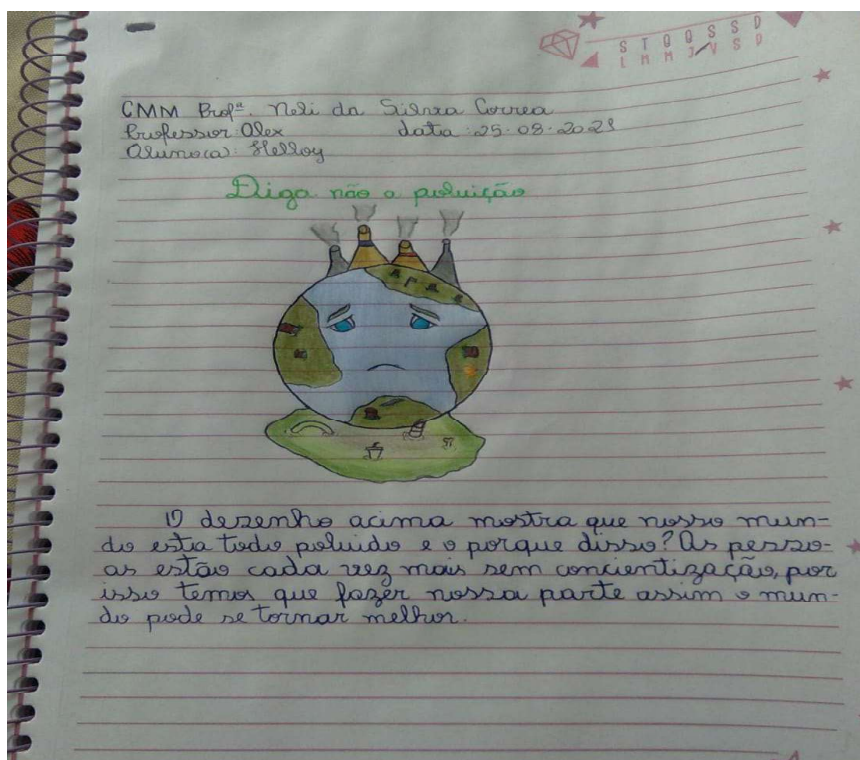 S T Q Q S S D
L M M J V S D
CMM Profª. Neli da Silva Correa
Professor: Alex data: 25.08.2021
Aluno(a): Helloy
Diga não a poluição
O dezenho acima mostra que nosso mun-
do esta todo poluido e o porque disso? As pesso-
as estão cada vez mais sem concientização, por
isso temos que fazer nossa parte assim o mun-
do pode se tornar melhor.